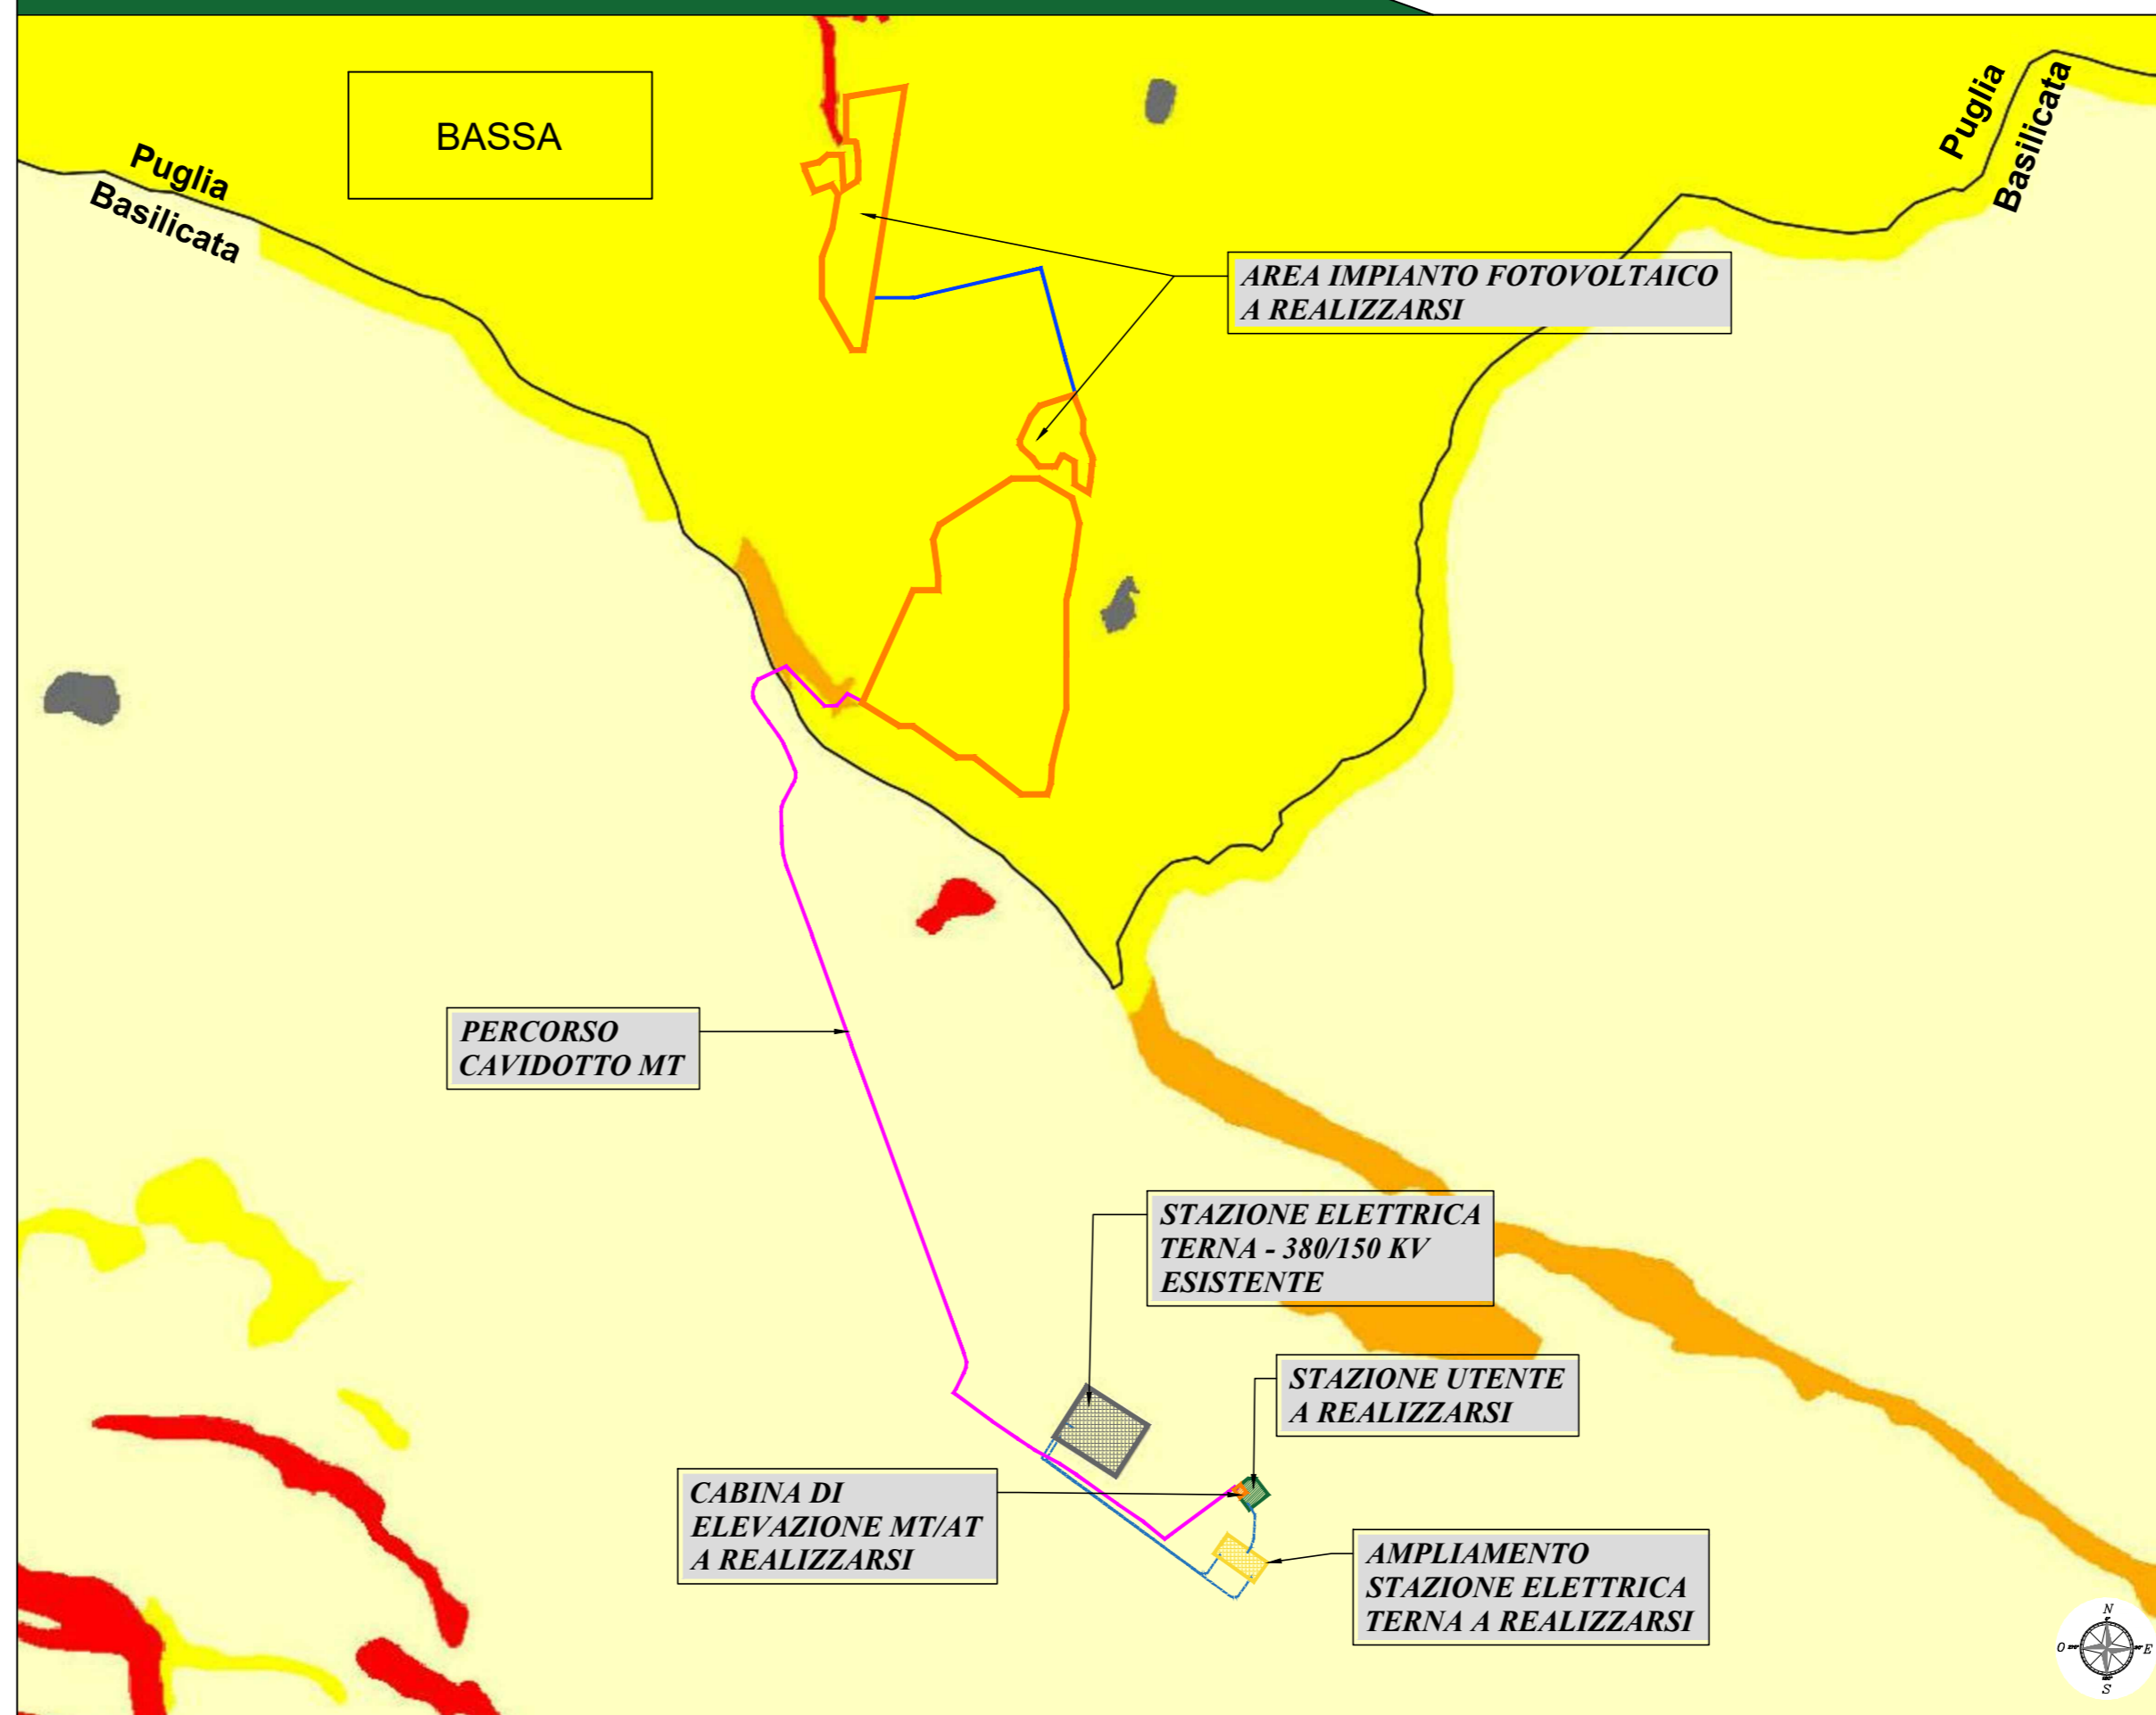 BASSA
Puglia
Basilicata
Puglia
Basilicata
AREA IMPIANTO FOTOVOLTAICO
A REALIZZARSI
PERCORSO
CAVIDOTTO MT
STAZIONE ELETTRICA
TERNA - 380/150 KV
ESISTENTE
STAZIONE UTENTE
A REALIZZARSI
CABINA DI
ELEVAZIONE MT/AT
A REALIZZARSI
AMPLIAMENTO
STAZIONE ELETTRICA
TERNA A REALIZZARSI
N
O
E
S